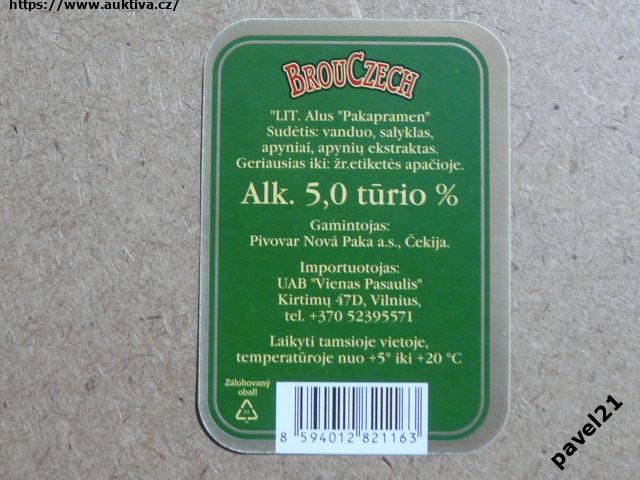 https://www.auktiva.cz/
BROUCZECH
"LIT. Alus "Pakapramen"
Sudėtis: vanduo, salyklas,
apyniai, apynių ekstraktas.
Geriausias iki: žr.etiketės apačioje.
Alk. 5,0 tūrio %
Gamintojas:
Pivovar Nová Paka a.s., Čekija.
Importuotojas:
UAB "Vienas Pasaulis"
Kirtimų 47D, Vilnius,
tel. +370 52395571
Laikyti tamsioje vietoje,
temperatūroje nuo +5° iki +20 °C
Zálohovaný
obal!
8 594012 821163
pavel21